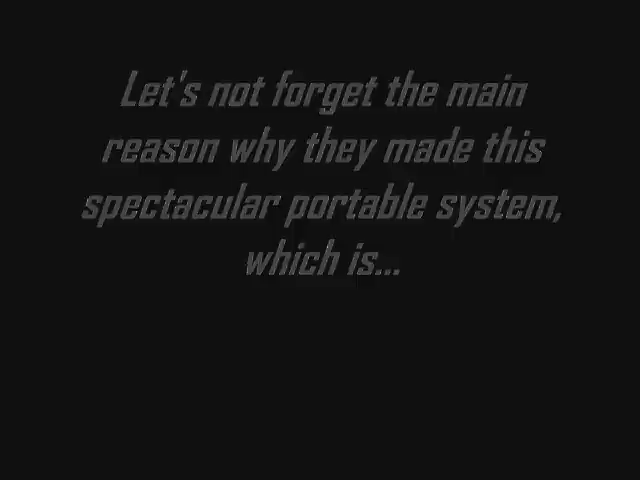 Let's not forget the main
reason why they made this
spectacular portable system,
which is...